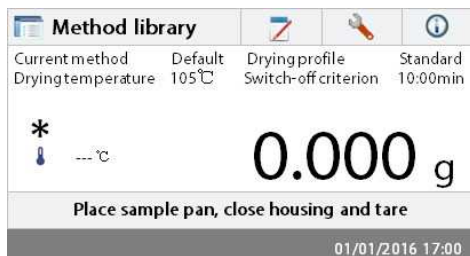 Method library
Current method Default Drying profile Standard
Drying temperature 105℃ Switch-off criterion 10:00min
*
---℃
0.000 g
Place sample pan, close housing and tare
01/01/2016 17:00